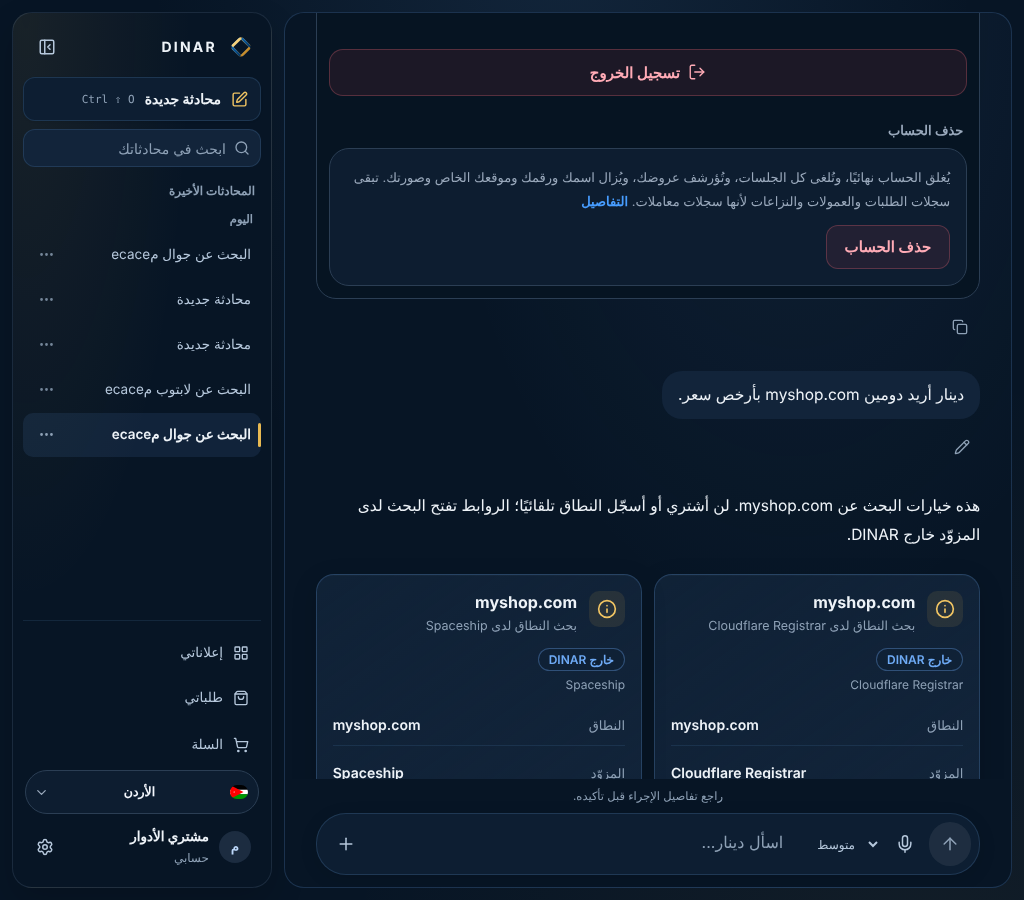 DINAR
محادثة جديدة Ctrl ⇧ O
ابحث في محادثاتك
المحادثات الأخيرة
اليوم
البحث عن جوال مecace
محادثة جديدة
محادثة جديدة
البحث عن لابتوب مecace
البحث عن جوال مecace
إعلاناتي
طلباتي
السلة
الأردن
م
مشتري الأدوار
حسابي
تسجيل الخروج
حذف الحساب
يُغلق الحساب نهائيًا، وتُلغى كل الجلسات، وتُؤرشف عروضك، ويُزال اسمك ورقمك وموقعك الخاص وصورتك. تبقى
سجلات الطلبات والعمولات والنزاعات لأنها سجلات معاملات. التفاصيل
حذف الحساب
دينار أريد دومين myshop.com بأرخص سعر.
هذه خيارات البحث عن myshop.com. لن أشتري أو أسجّل النطاق تلقائيًا؛ الروابط تفتح البحث لدى
المزوّد خارج DINAR.
myshop.com
بحث النطاق لدى Cloudflare Registrar
خارج DINAR
Cloudflare Registrar
النطاق myshop.com
المزوّد Cloudflare Registrar
myshop.com
بحث النطاق لدى Spaceship
خارج DINAR
Spaceship
النطاق myshop.com
المزوّد Spaceship
راجع تفاصيل الإجراء قبل تأكيده.
متوسط
اسأل دينار...